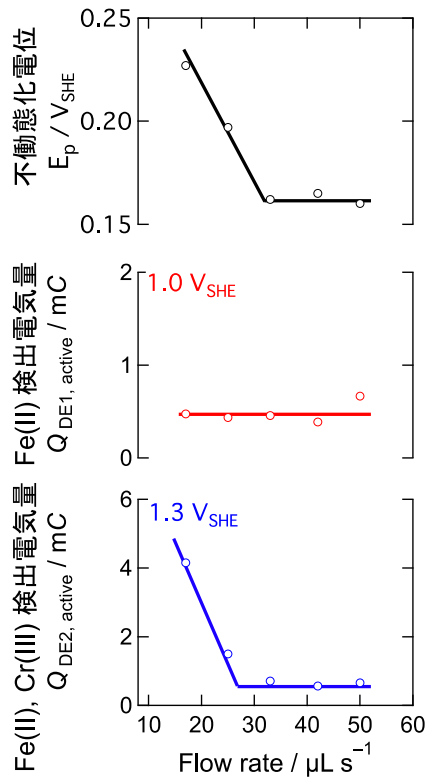 不働態化電位
E_p / V_SHE
0.25
0.20
0.15
Fe(II) 検出電気量
Q_DE1, active / mC
1.0 V_SHE
2
1
0
Fe(II), Cr(III) 検出電気量
Q_DE2, active / mC
1.3 V_SHE
6
4
2
0
10 20 30 40 50 60
Flow rate / μL s⁻¹